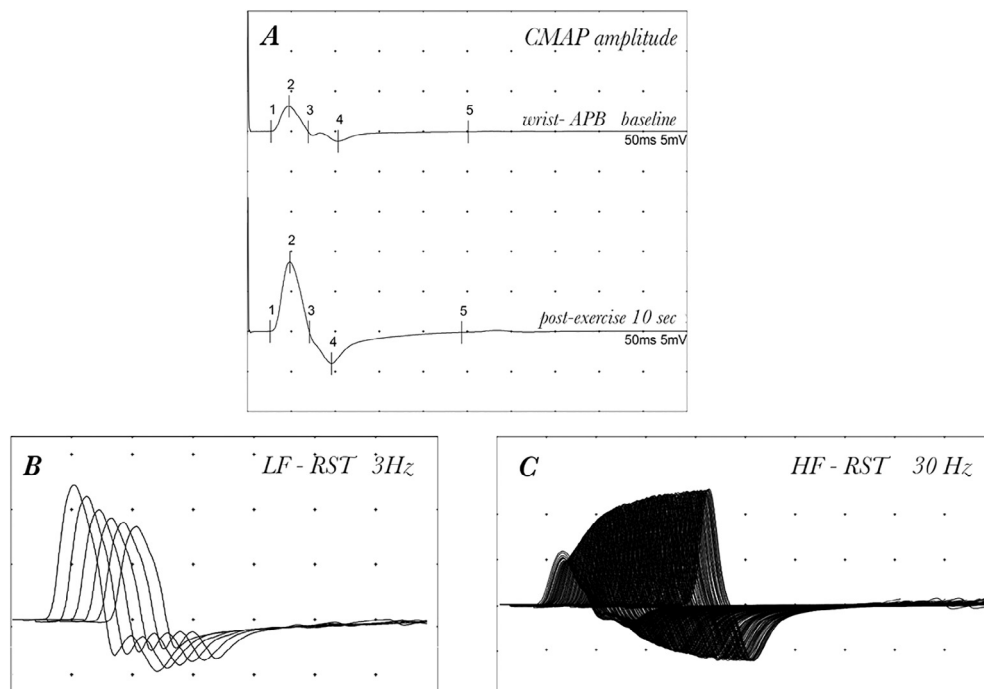 A CMAP amplitude
2
1 3
4
5
wrist- APB baseline
50ms 5mV
2
1 3
4
5
post-exercise 10 sec
50ms 5mV
B LF - RST 3Hz
C HF - RST 30 Hz